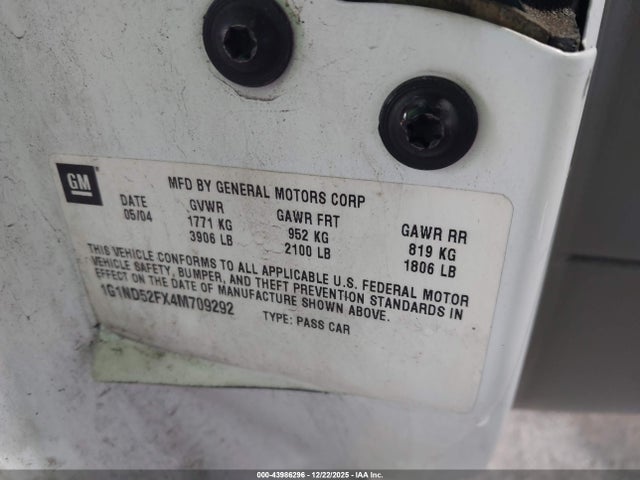 GM
MFD BY GENERAL MOTORS CORP
DATE GVWR GAWR FRT GAWR RR
05/04 1771 KG 952 KG 819 KG
3906 LB 2100 LB 1806 LB
THIS VEHICLE CONFORMS TO ALL APPLICABLE U.S. FEDERAL MOTOR
VEHICLE SAFETY, BUMPER, AND THEFT PREVENTION STANDARDS IN
EFFECT ON THE DATE OF MANUFACTURE SHOWN ABOVE.
1G1ND52FX4M709292 TYPE: PASS CAR
000-43986296 - 12/22/2025 - IAA Inc.